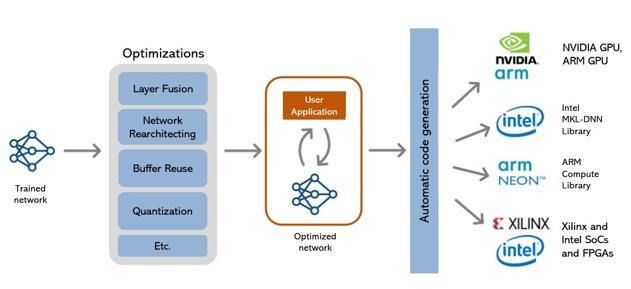 Optimizations
Layer Fusion
Network
Rearchitecting
Buffer Reuse
Quantization
Etc.
Trained
network
User
Application
Optimized
network
Automatic code generation
NVIDIA.
arm
NVIDIA GPU,
ARM GPU
intel
Intel
MKL-DNN
Library
arm
NEON™
ARM
Compute
Library
XILINX
intel
Xilinx and
Intel SoCs
and FPGAs